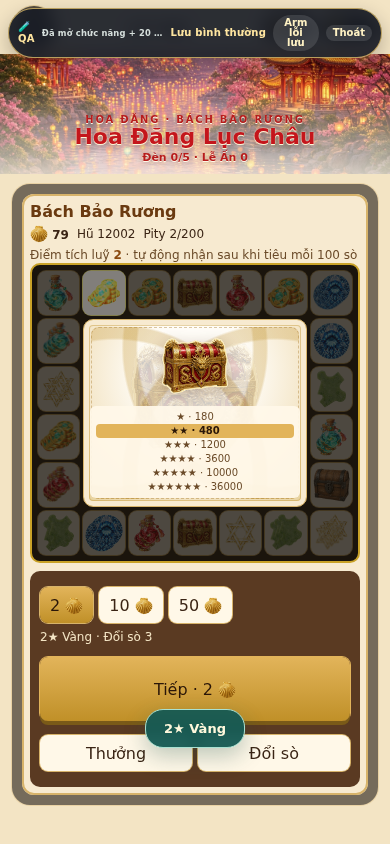 🧪 QA
Đã mở chức năng + 20 …
Lưu bình thường
Arm lỗi lưu
Thoát
HOA ĐĂNG · BÁCH BẢO RƯƠNG
Hoa Đăng Lục Châu
Đèn 0/5 · Lễ Ấn 0
Bách Bảo Rương
79 Hũ 12002 Pity 2/200
Điểm tích luỹ 2 · tự động nhận sau khi tiêu mỗi 100 sò
★ · 180
★★ · 480
★★★ · 1200
★★★★ · 3600
★★★★★ · 10000
★★★★★★ · 36000
2 10 50
2★ Vàng · Đổi sò 3
Tiếp · 2
2★ Vàng
Thưởng
Đổi sò